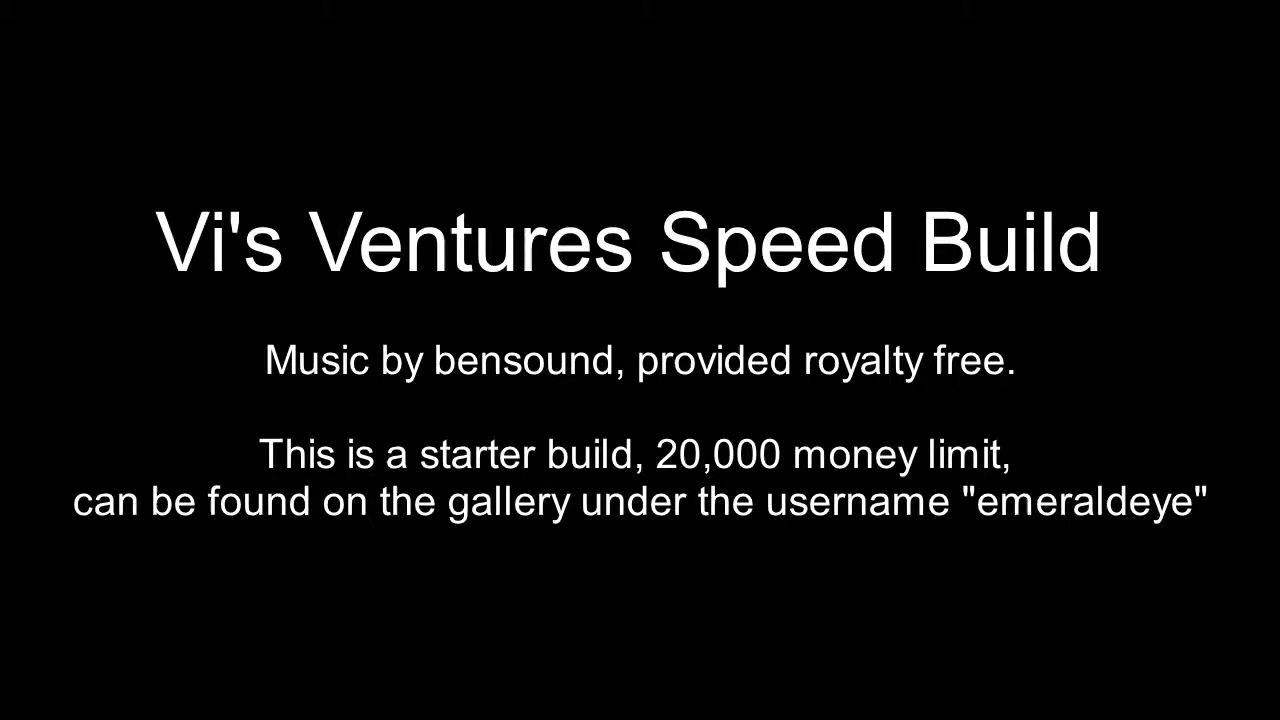 Vi's Ventures Speed Build
Music by bensound, provided royalty free.
This is a starter build, 20,000 money limit,
can be found on the gallery under the username "emeraldeye"